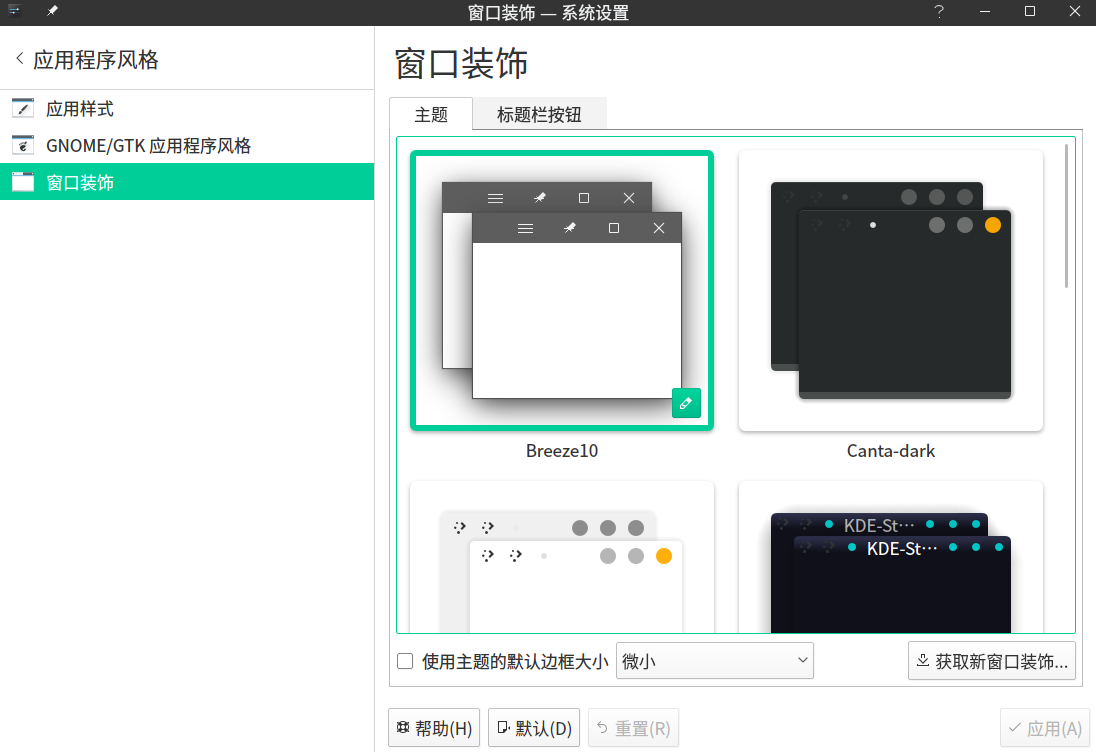 窗口装饰 — 系统设置
应用程序风格
应用样式
GNOME/GTK 应用程序风格
窗口装饰
窗口装饰
主题 标题栏按钮
Breeze10 Canta-dark
KDE-St…
KDE-St…
使用主题的默认边框大小 微小 获取新窗口装饰...
帮助(H) 默认(D) 重置(R) 应用(A)